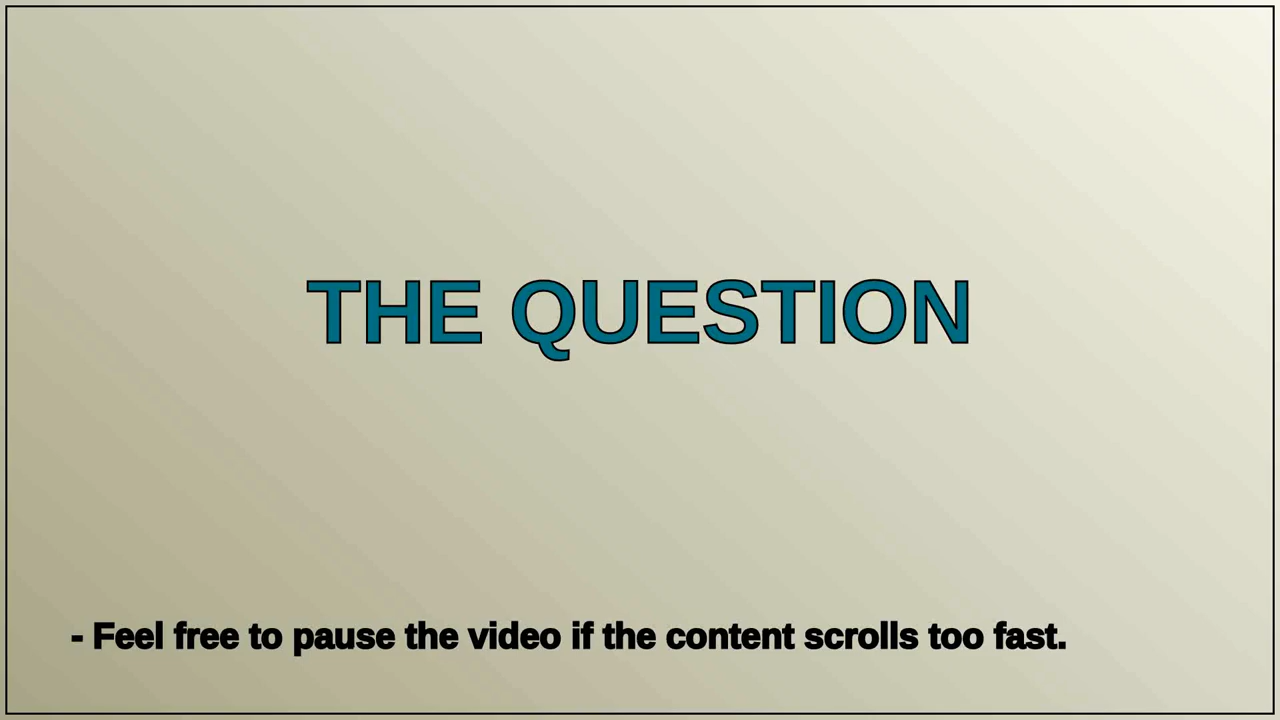 THE QUESTION
- Feel free to pause the video if the content scrolls too fast.